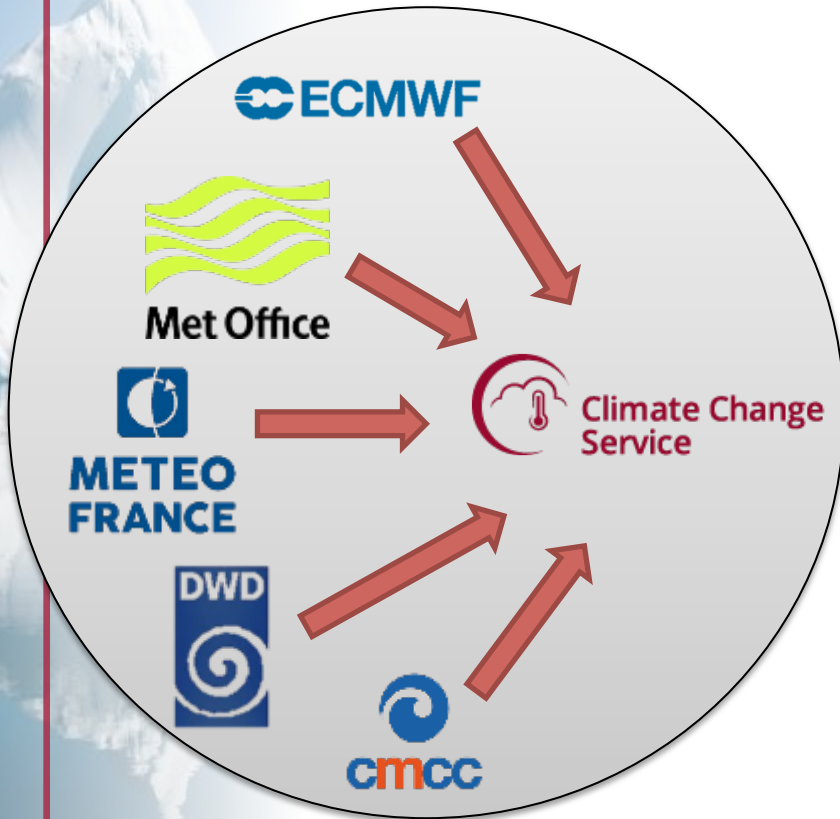 ECMWF
Met Office
METEO
FRANCE
Climate Change
Service
DWD
cmcc